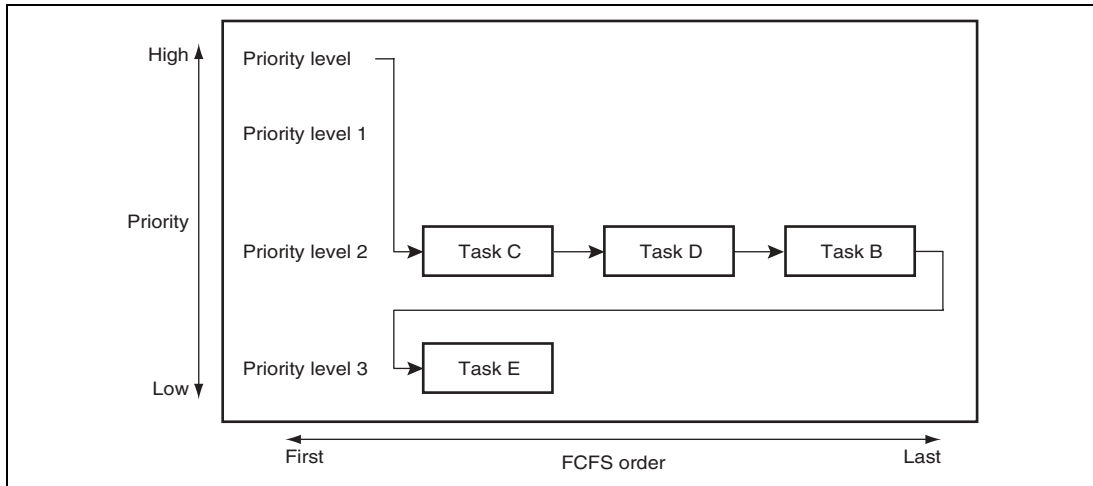 High
Priority level
Priority level 1
Priority
Priority level 2
Task C
Task D
Task B
Priority level 3
Task E
Low
First
FCFS order
Last